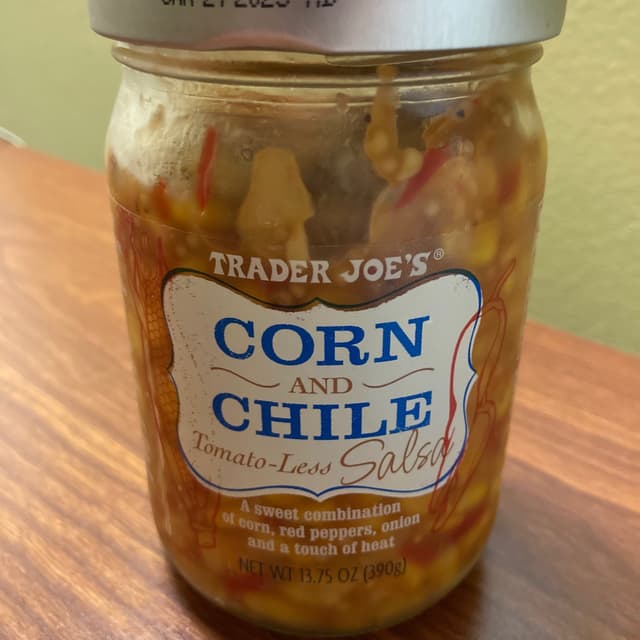 TRADER JOE'S®
CORN
AND
CHILE
Tomato-Less Salsa
A sweet combination
of corn, red peppers, onion
and a touch of heat
NET WT 13.75 OZ (390g)